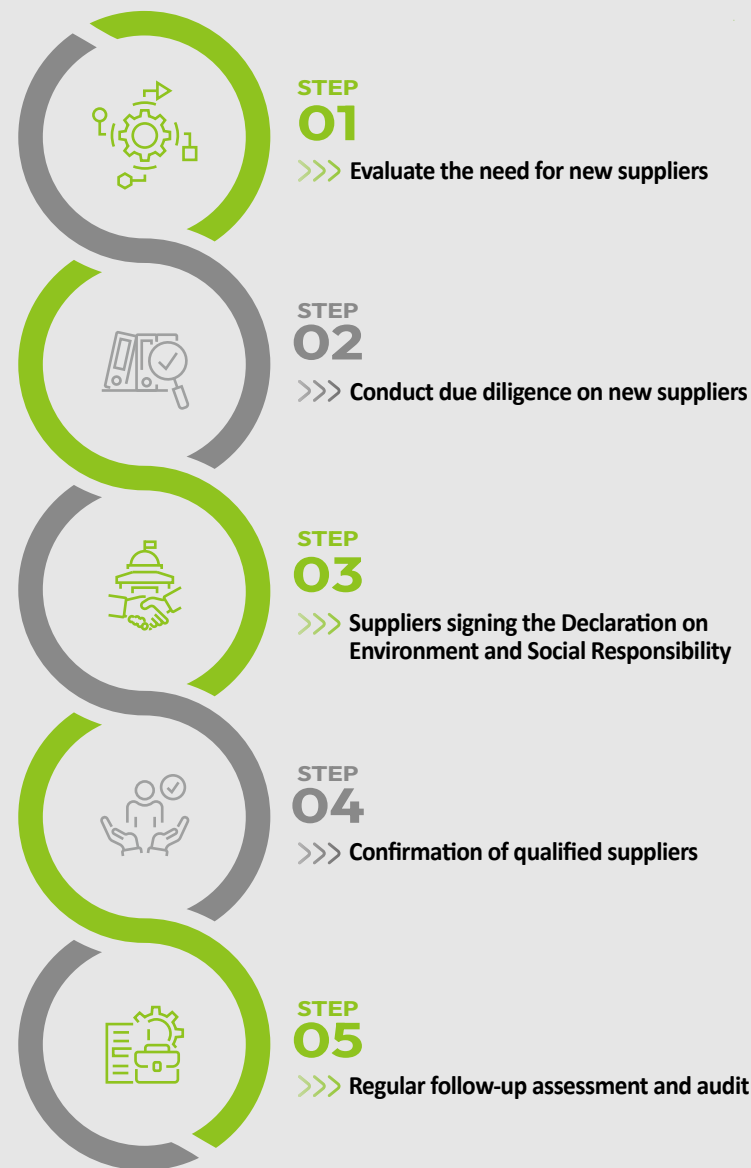 STEP
01
>>> Evaluate the need for new suppliers
STEP
02
>>> Conduct due diligence on new suppliers
STEP
03
>>> Suppliers signing the Declaration on
Environment and Social Responsibility
STEP
04
>>> Confirmation of qualified suppliers
STEP
05
>>> Regular follow-up assessment and audit